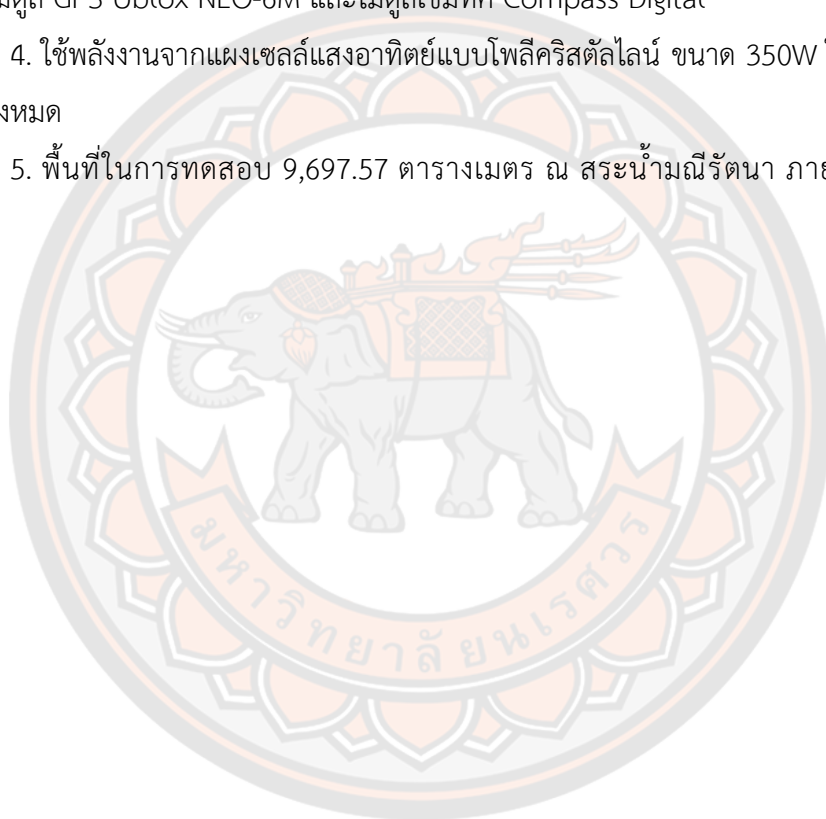 GPS Ublox NEO-6M และโมดูลเข็มทิศ Compass Digital
4. ใช้พลังงานจากแผงเซลล์แสงอาทิตย์แบบโพลีคริสตัลไลน์ ขนาด 350W
งหมด
5. พื้นที่ในการทดสอบ 9,697.57 ตารางเมตร ณ สระน้ำมณีรัตนา ภาย
มหาวิทยาลัยนเรศวร